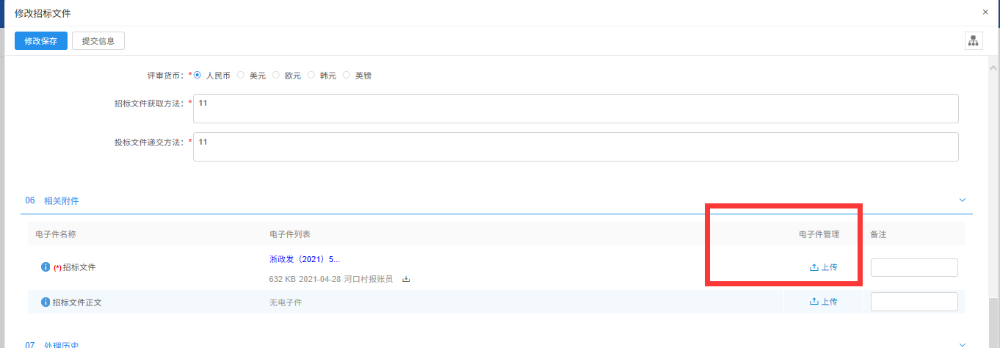 修改招标文件
修改保存 提交信息
评审货币: * 人民币 美元 欧元 韩元 英镑
招标文件获取方法: * 11
投标文件递交方法: * 11
06 相关附件
电子件名称 电子件列表 电子件管理 备注
(*)招标文件 浙政发（2021）5... 上传
632 KB 2021-04-28 河口村报账员
招标文件正文 无电子件 上传
07 处理历史